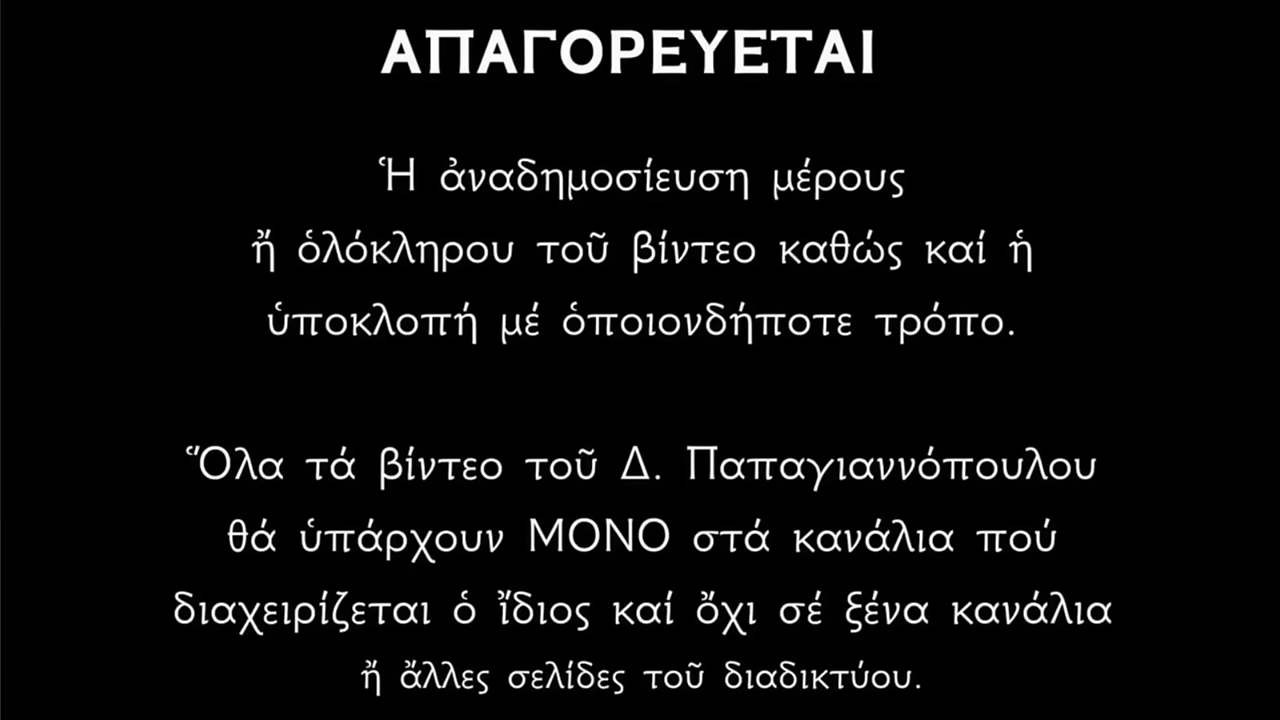 ΑΠΑΓΟΡΕΥΕΤΑΙ
Ἡ ἀναδημοσίευση μέρους
ἤ ὁλόκληρου τοῦ βίντεο καθώς καί ἡ
ὑποκλοπή μέ ὁποιονδήποτε τρόπο.
Ὅλα τά βίντεο τοῦ Δ. Παπαγιαννόπουλου
θά ὑπάρχουν ΜΟΝΟ στά κανάλια πού
διαχειρίζεται ὁ ἴδιος καί ὄχι σέ ξένα κανάλια
ἤ ἄλλες σελίδες τοῦ διαδικτύου.